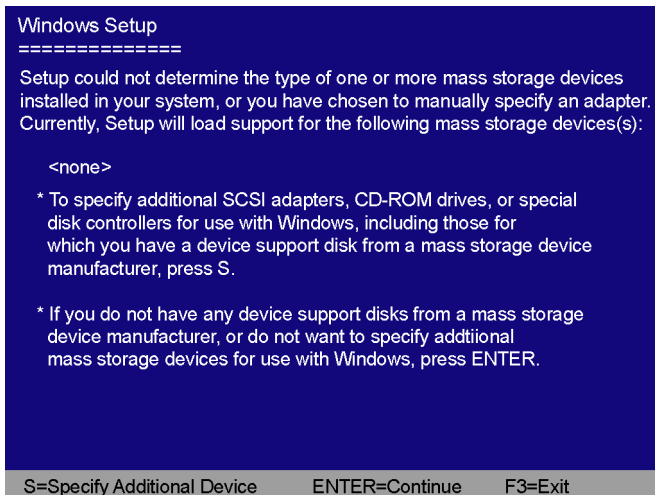 Windows Setup
==============
Setup could not determine the type of one or more mass storage devices
installed in your system, or you have chosen to manually specify an adapter.
Currently, Setup will load support for the following mass storage devices(s):
<none>
* To specify additional SCSI adapters, CD-ROM drives, or special
disk controllers for use with Windows, including those for
which you have a device support disk from a mass storage device
manufacturer, press S.
* If you do not have any device support disks from a mass storage
device manufacturer, or do not want to specify addtiional
mass storage devices for use with Windows, press ENTER.
S=Specify Additional Device ENTER=Continue F3=Exit